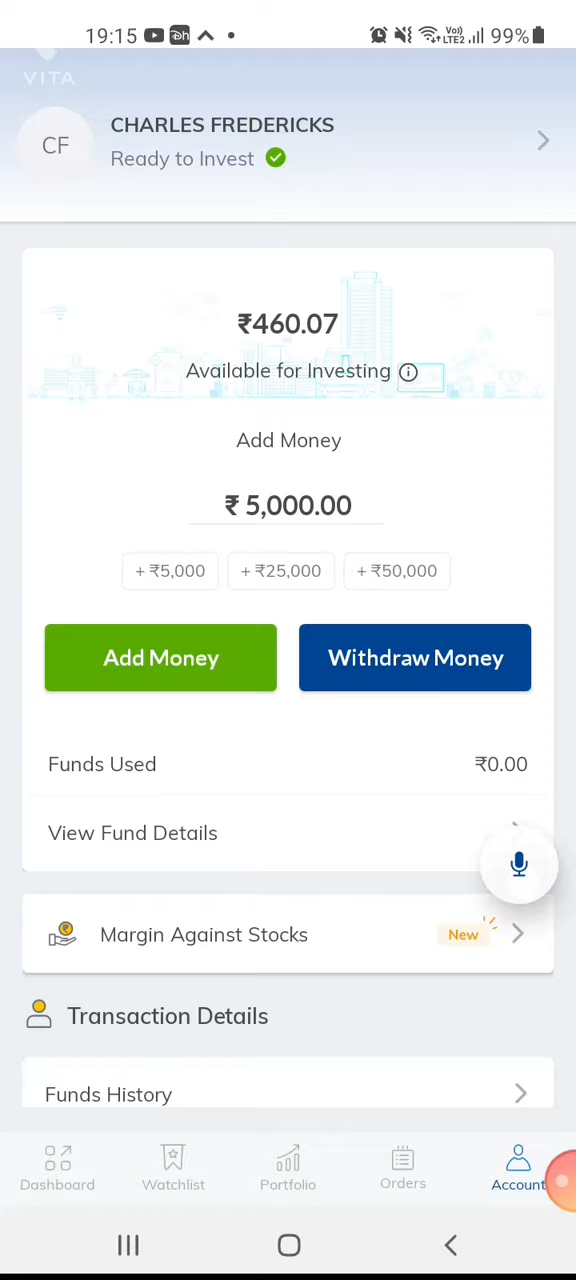 19:15 Vo)) LTE2 99%
VITA
CF
CHARLES FREDERICKS
Ready to Invest
₹460.07
Available for Investing
Add Money
₹ 5,000.00
+ ₹5,000 + ₹25,000 + ₹50,000
Add Money Withdraw Money
Funds Used ₹0.00
View Fund Details
Margin Against Stocks New
Transaction Details
Funds History
Dashboard Watchlist Portfolio Orders Account